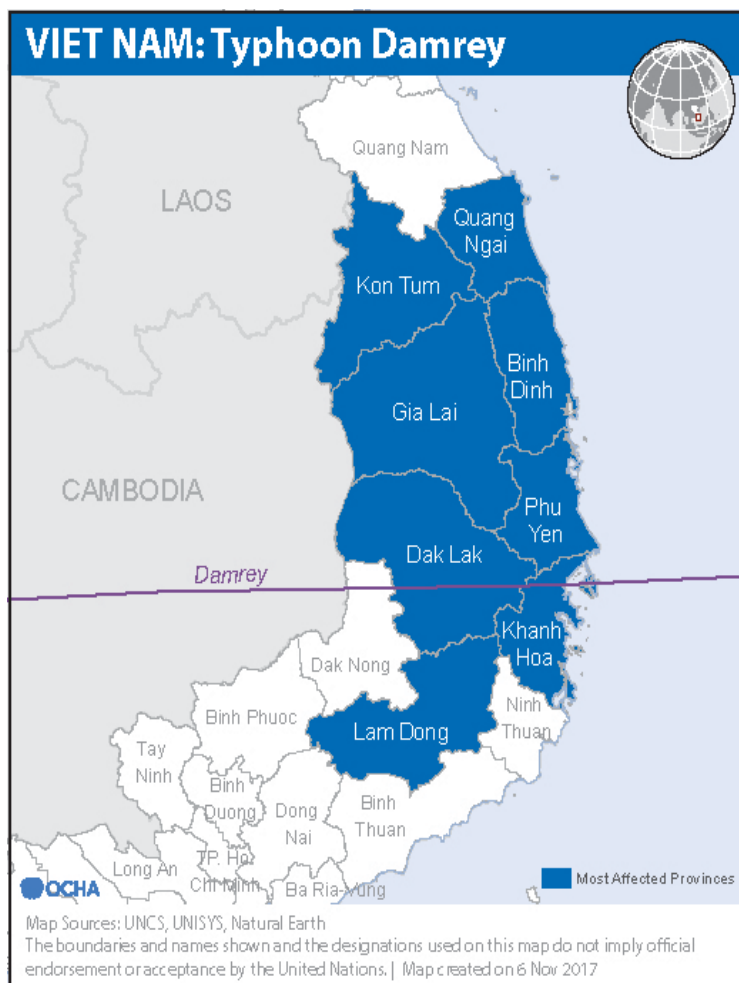 VIET NAM: Typhoon Damrey
Quang Nam
LAOS
Quang
Ngai
Kon Tum
Binh
Dinh
Gia Lai
CAMBODIA
Phu
Yen
Dak Lak
Damrey
Khanh
Hoa
Dak Nong
Ninh
Thuan
Binh Phuoc
Lam Dong
Tay
Ninh
Binh
Duong
Dong
Nai
Binh
Thuan
Long An
TP. Ho
Chi Minh
Ba Ria-Vung
OCHA
Most Affected Provinces
Map Sources: UNCS, UNISYS, Natural Earth
The boundaries and names shown and the designations used on this map do not imply official
endorsement or acceptance by the United Nations. | Map created on 6 Nov 2017